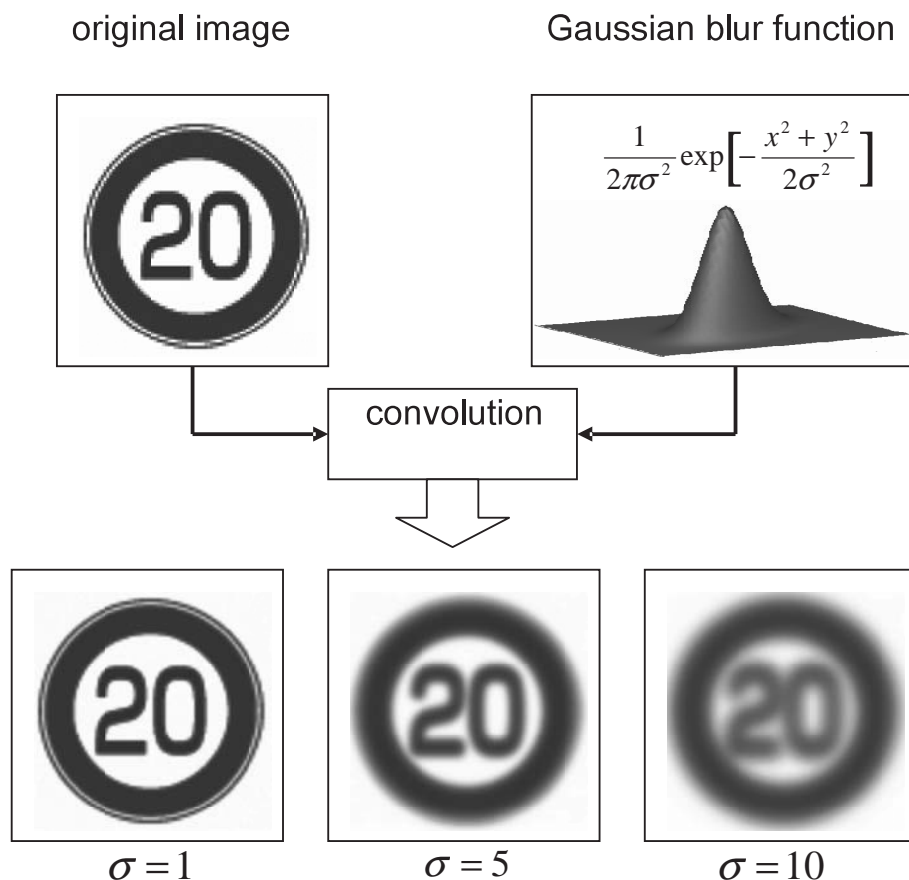 original image
Gaussian blur function
20
1/(2πσ²) exp[-(x² + y²)/(2σ²)]
convolution
20
20
20
σ = 1
σ = 5
σ = 10